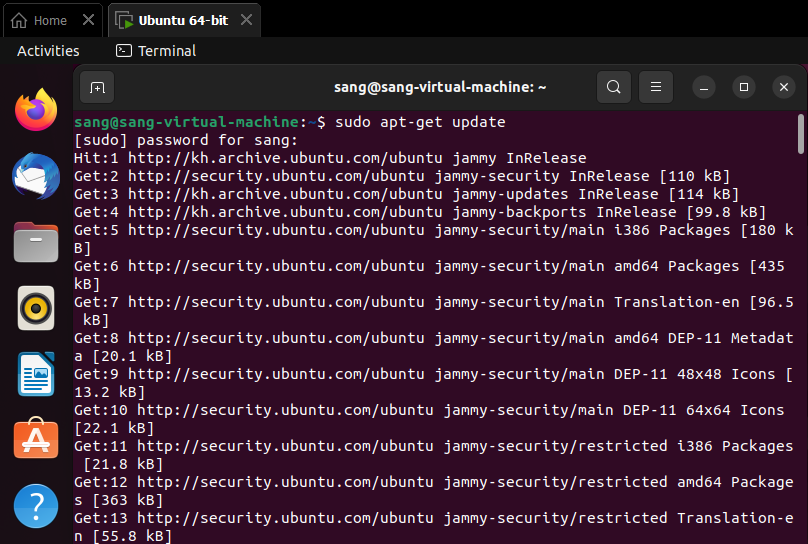 Home
Ubuntu 64-bit
Activities
Terminal
sang@sang-virtual-machine: ~
sang@sang-virtual-machine:~$ sudo apt-get update
[sudo] password for sang:
Hit:1 http://kh.archive.ubuntu.com/ubuntu jammy InRelease
Get:2 http://security.ubuntu.com/ubuntu jammy-security InRelease [110 kB]
Get:3 http://kh.archive.ubuntu.com/ubuntu jammy-updates InRelease [114 kB]
Get:4 http://kh.archive.ubuntu.com/ubuntu jammy-backports InRelease [99.8 kB]
Get:5 http://security.ubuntu.com/ubuntu jammy-security/main i386 Packages [180 k
B]
Get:6 http://security.ubuntu.com/ubuntu jammy-security/main amd64 Packages [435
kB]
Get:7 http://security.ubuntu.com/ubuntu jammy-security/main Translation-en [96.5
 kB]
Get:8 http://security.ubuntu.com/ubuntu jammy-security/main amd64 DEP-11 Metadat
a [20.1 kB]
Get:9 http://security.ubuntu.com/ubuntu jammy-security/main DEP-11 48x48 Icons [
13.2 kB]
Get:10 http://security.ubuntu.com/ubuntu jammy-security/main DEP-11 64x64 Icons
[22.1 kB]
Get:11 http://security.ubuntu.com/ubuntu jammy-security/restricted i386 Packages
 [21.8 kB]
Get:12 http://security.ubuntu.com/ubuntu jammy-security/restricted amd64 Package
s [363 kB]
Get:13 http://security.ubuntu.com/ubuntu jammy-security/restricted Translation-e
n [55.8 kB]